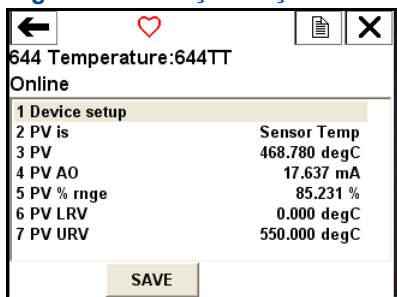 644 Temperature:644TT
Online
1 Device setup
2 PV is Sensor Temp
3 PV 468.780 degC
4 PV AO 17.637 mA
5 PV % rnge 85.231 %
6 PV LRV 0.000 degC
7 PV URV 550.000 degC
SAVE